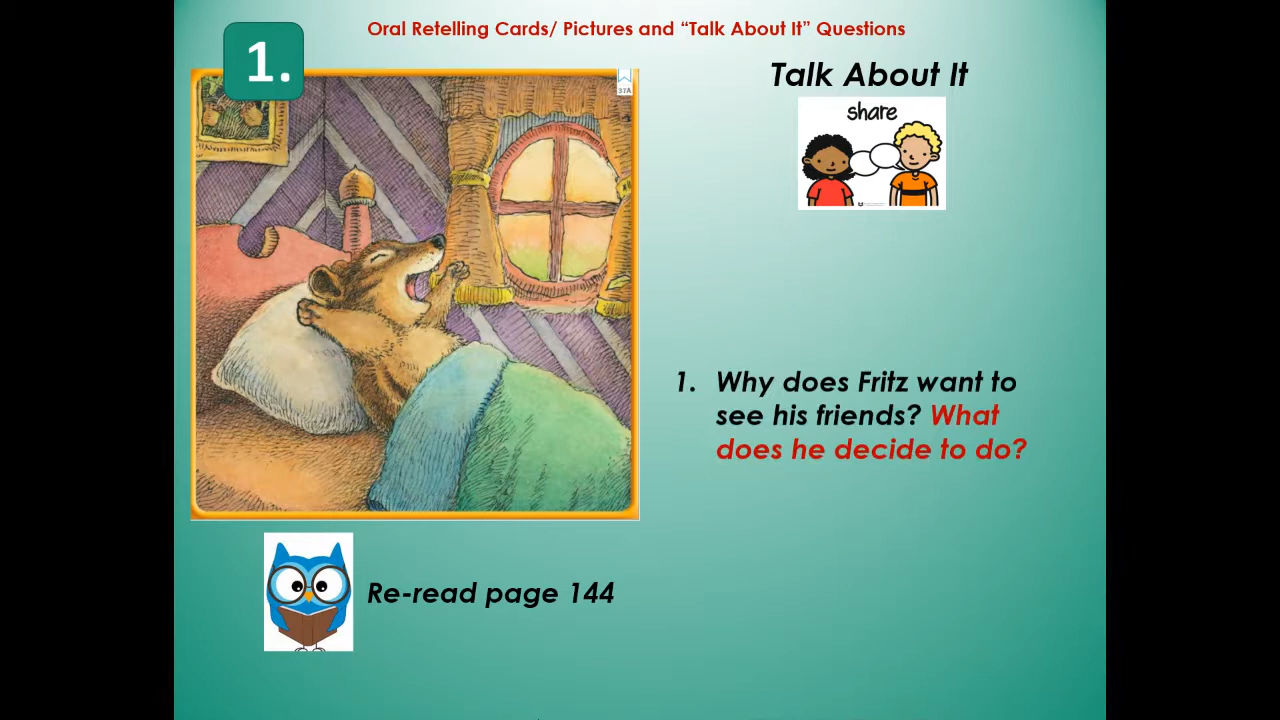 Oral Retelling Cards/ Pictures and “Talk About It” Questions
1.
37A
Talk About It
share
1. Why does Fritz want to
see his friends? What
does he decide to do?
Re-read page 144